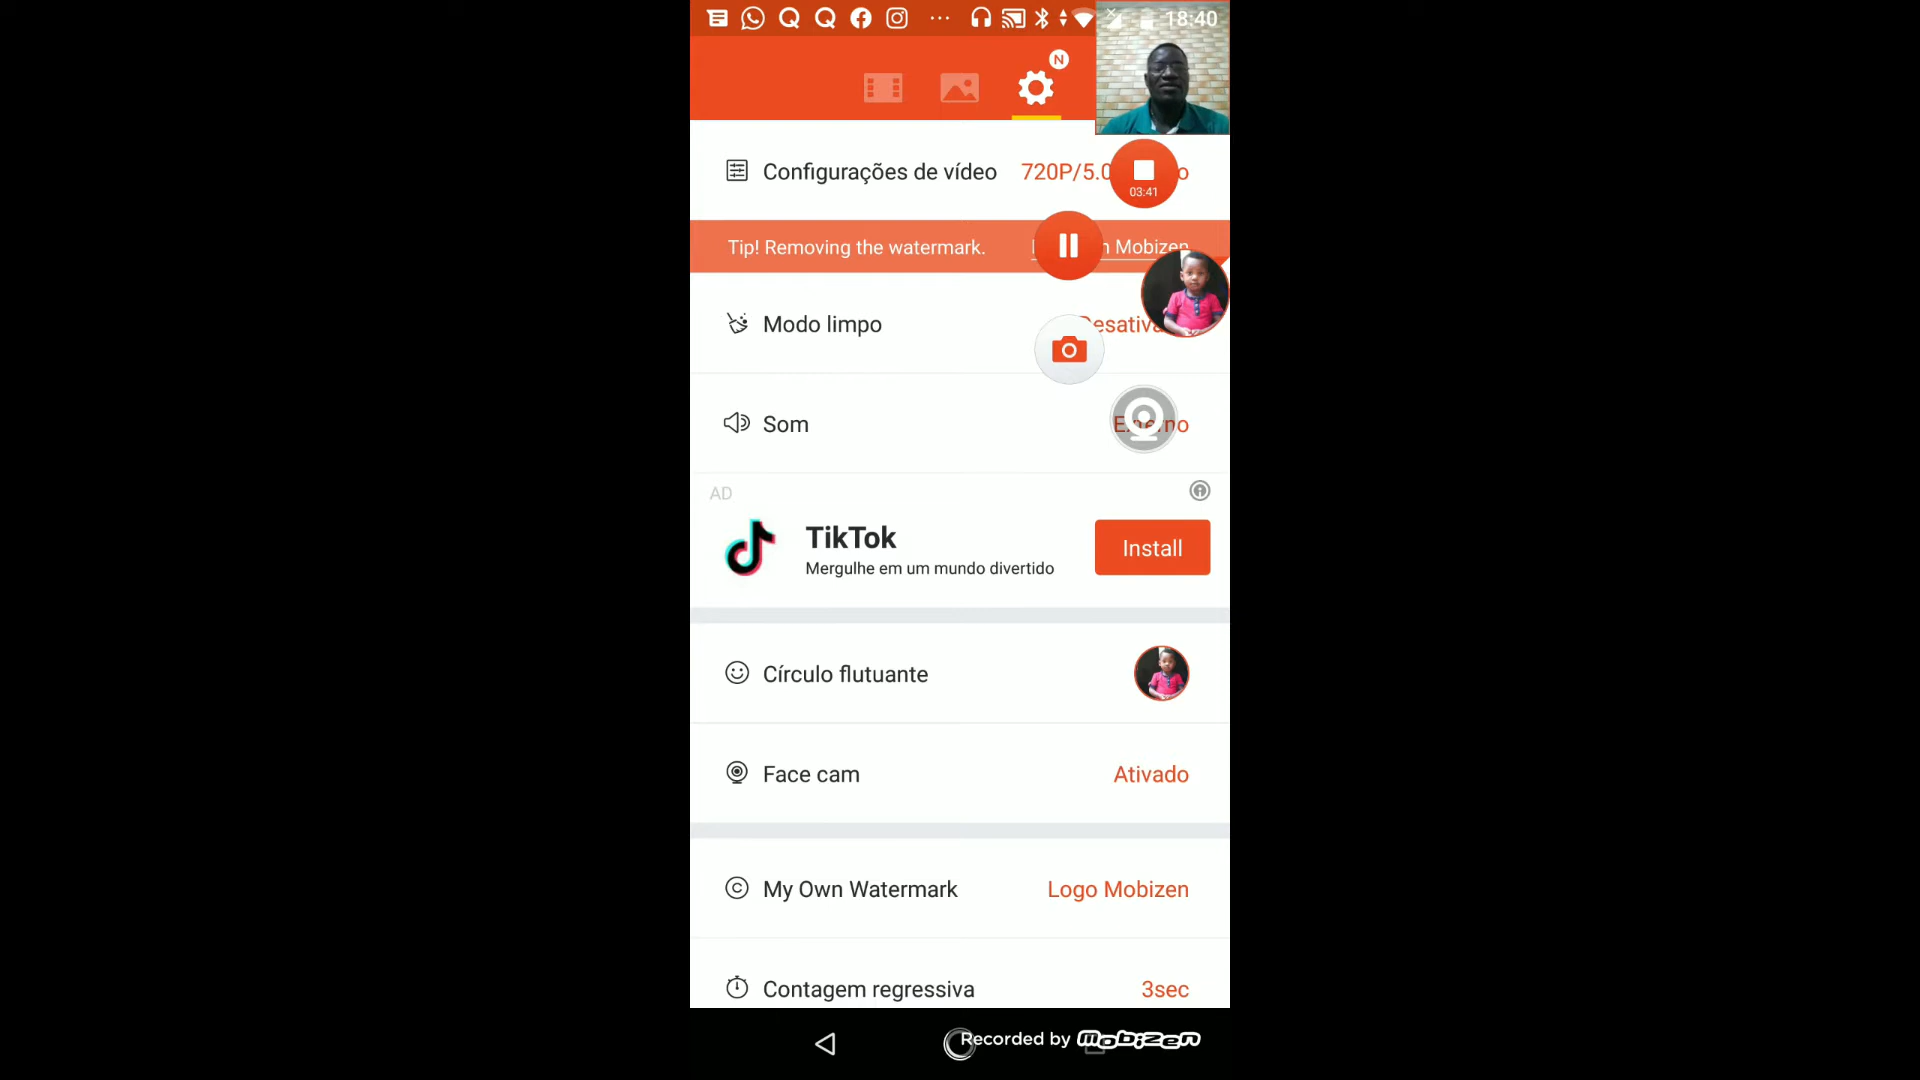 18:40
N
Configurações de vídeo 720P/5.0
03:41
Tip! Removing the watermark. Mobizen
Modo limpo
Som
AD
TikTok
Mergulhe em um mundo divertido
Install
Círculo flutuante
Face cam Ativado
My Own Watermark Logo Mobizen
Contagem regressiva 3sec
Recorded by Mobizen